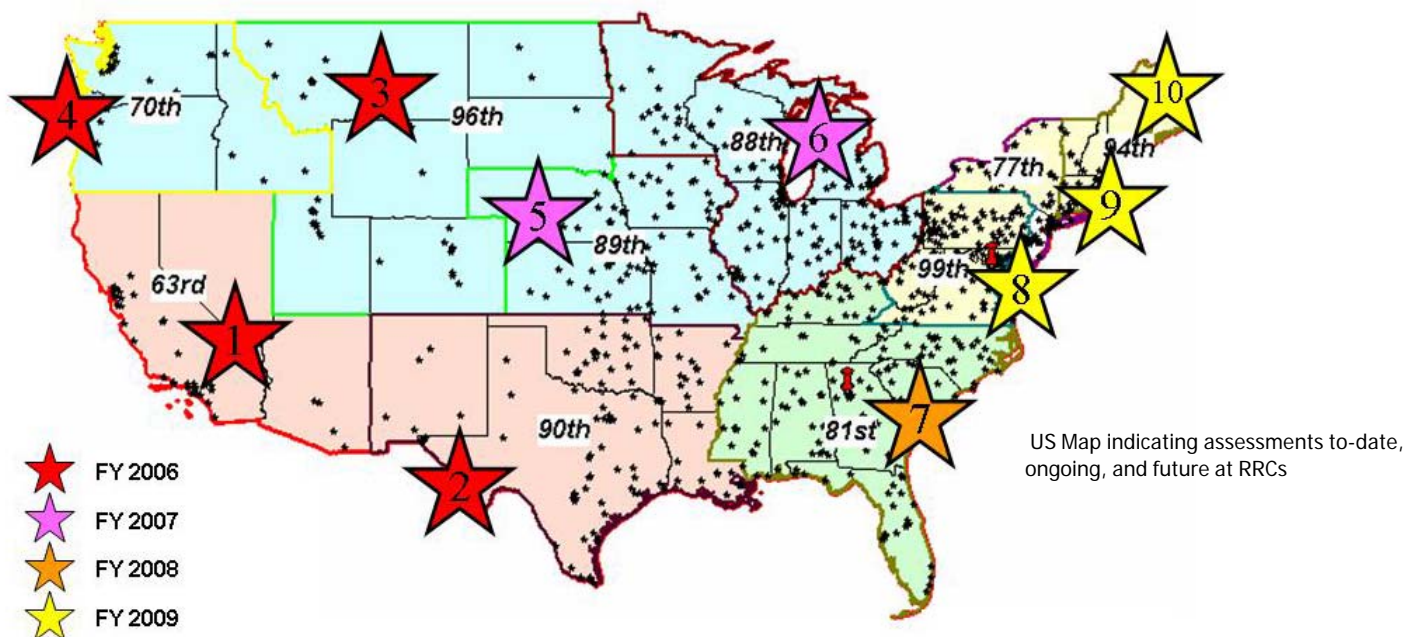 10
3
4
70th
96th
6
88th
94th
77th
5
9
89th
99th
63rd
8
1
7
90th
81st
US Map indicating assessments to-date,
ongoing, and future at RRCs
2
FY 2006
FY 2007
FY 2008
FY 2009